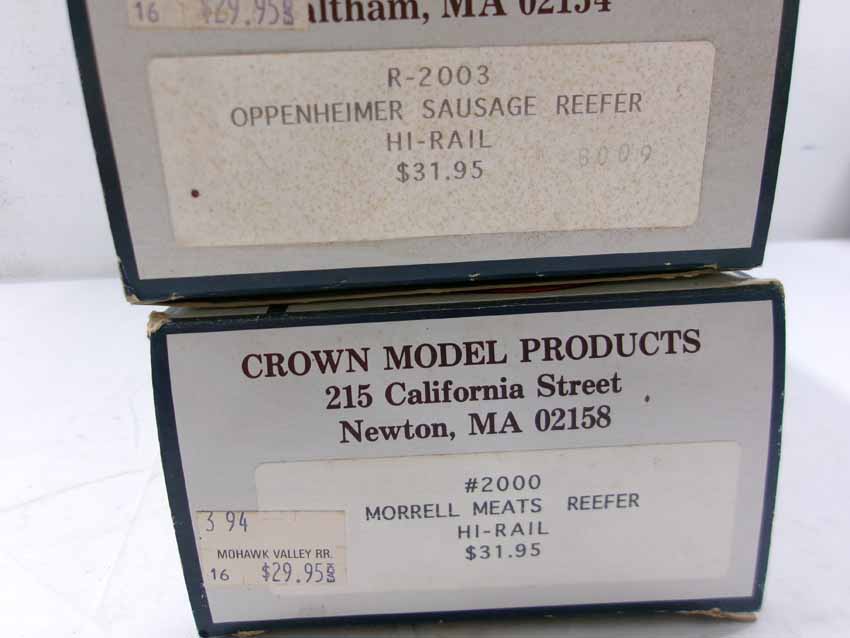 16 $29.95
altham, MA 02154
R-2003
OPPENHEIMER SAUSAGE REEFER
HI-RAIL
8009
$31.95
CROWN MODEL PRODUCTS
215 California Street
Newton, MA 02158
#2000
MORRELL MEATS REEFER
HI-RAIL
$31.95
3 94
MOHAWK VALLEY RR.
16 $29.95